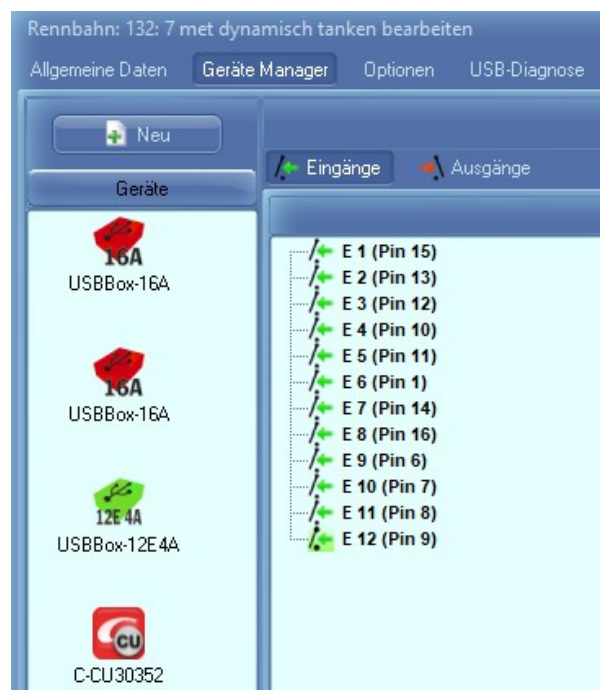 Rennbahn: 132: 7 met dynamisch tanken bearbeiten
Allgemeine Daten Geräte Manager Optionen USB-Diagnose
Neu
Geräte
16A
USBBox-16A
16A
USBBox-16A
12E 4A
USBBox-12E4A
CU
C-CU30352
Eingänge Ausgänge
E 1 (Pin 15)
E 2 (Pin 13)
E 3 (Pin 12)
E 4 (Pin 10)
E 5 (Pin 11)
E 6 (Pin 1)
E 7 (Pin 14)
E 8 (Pin 16)
E 9 (Pin 6)
E 10 (Pin 7)
E 11 (Pin 8)
E 12 (Pin 9)